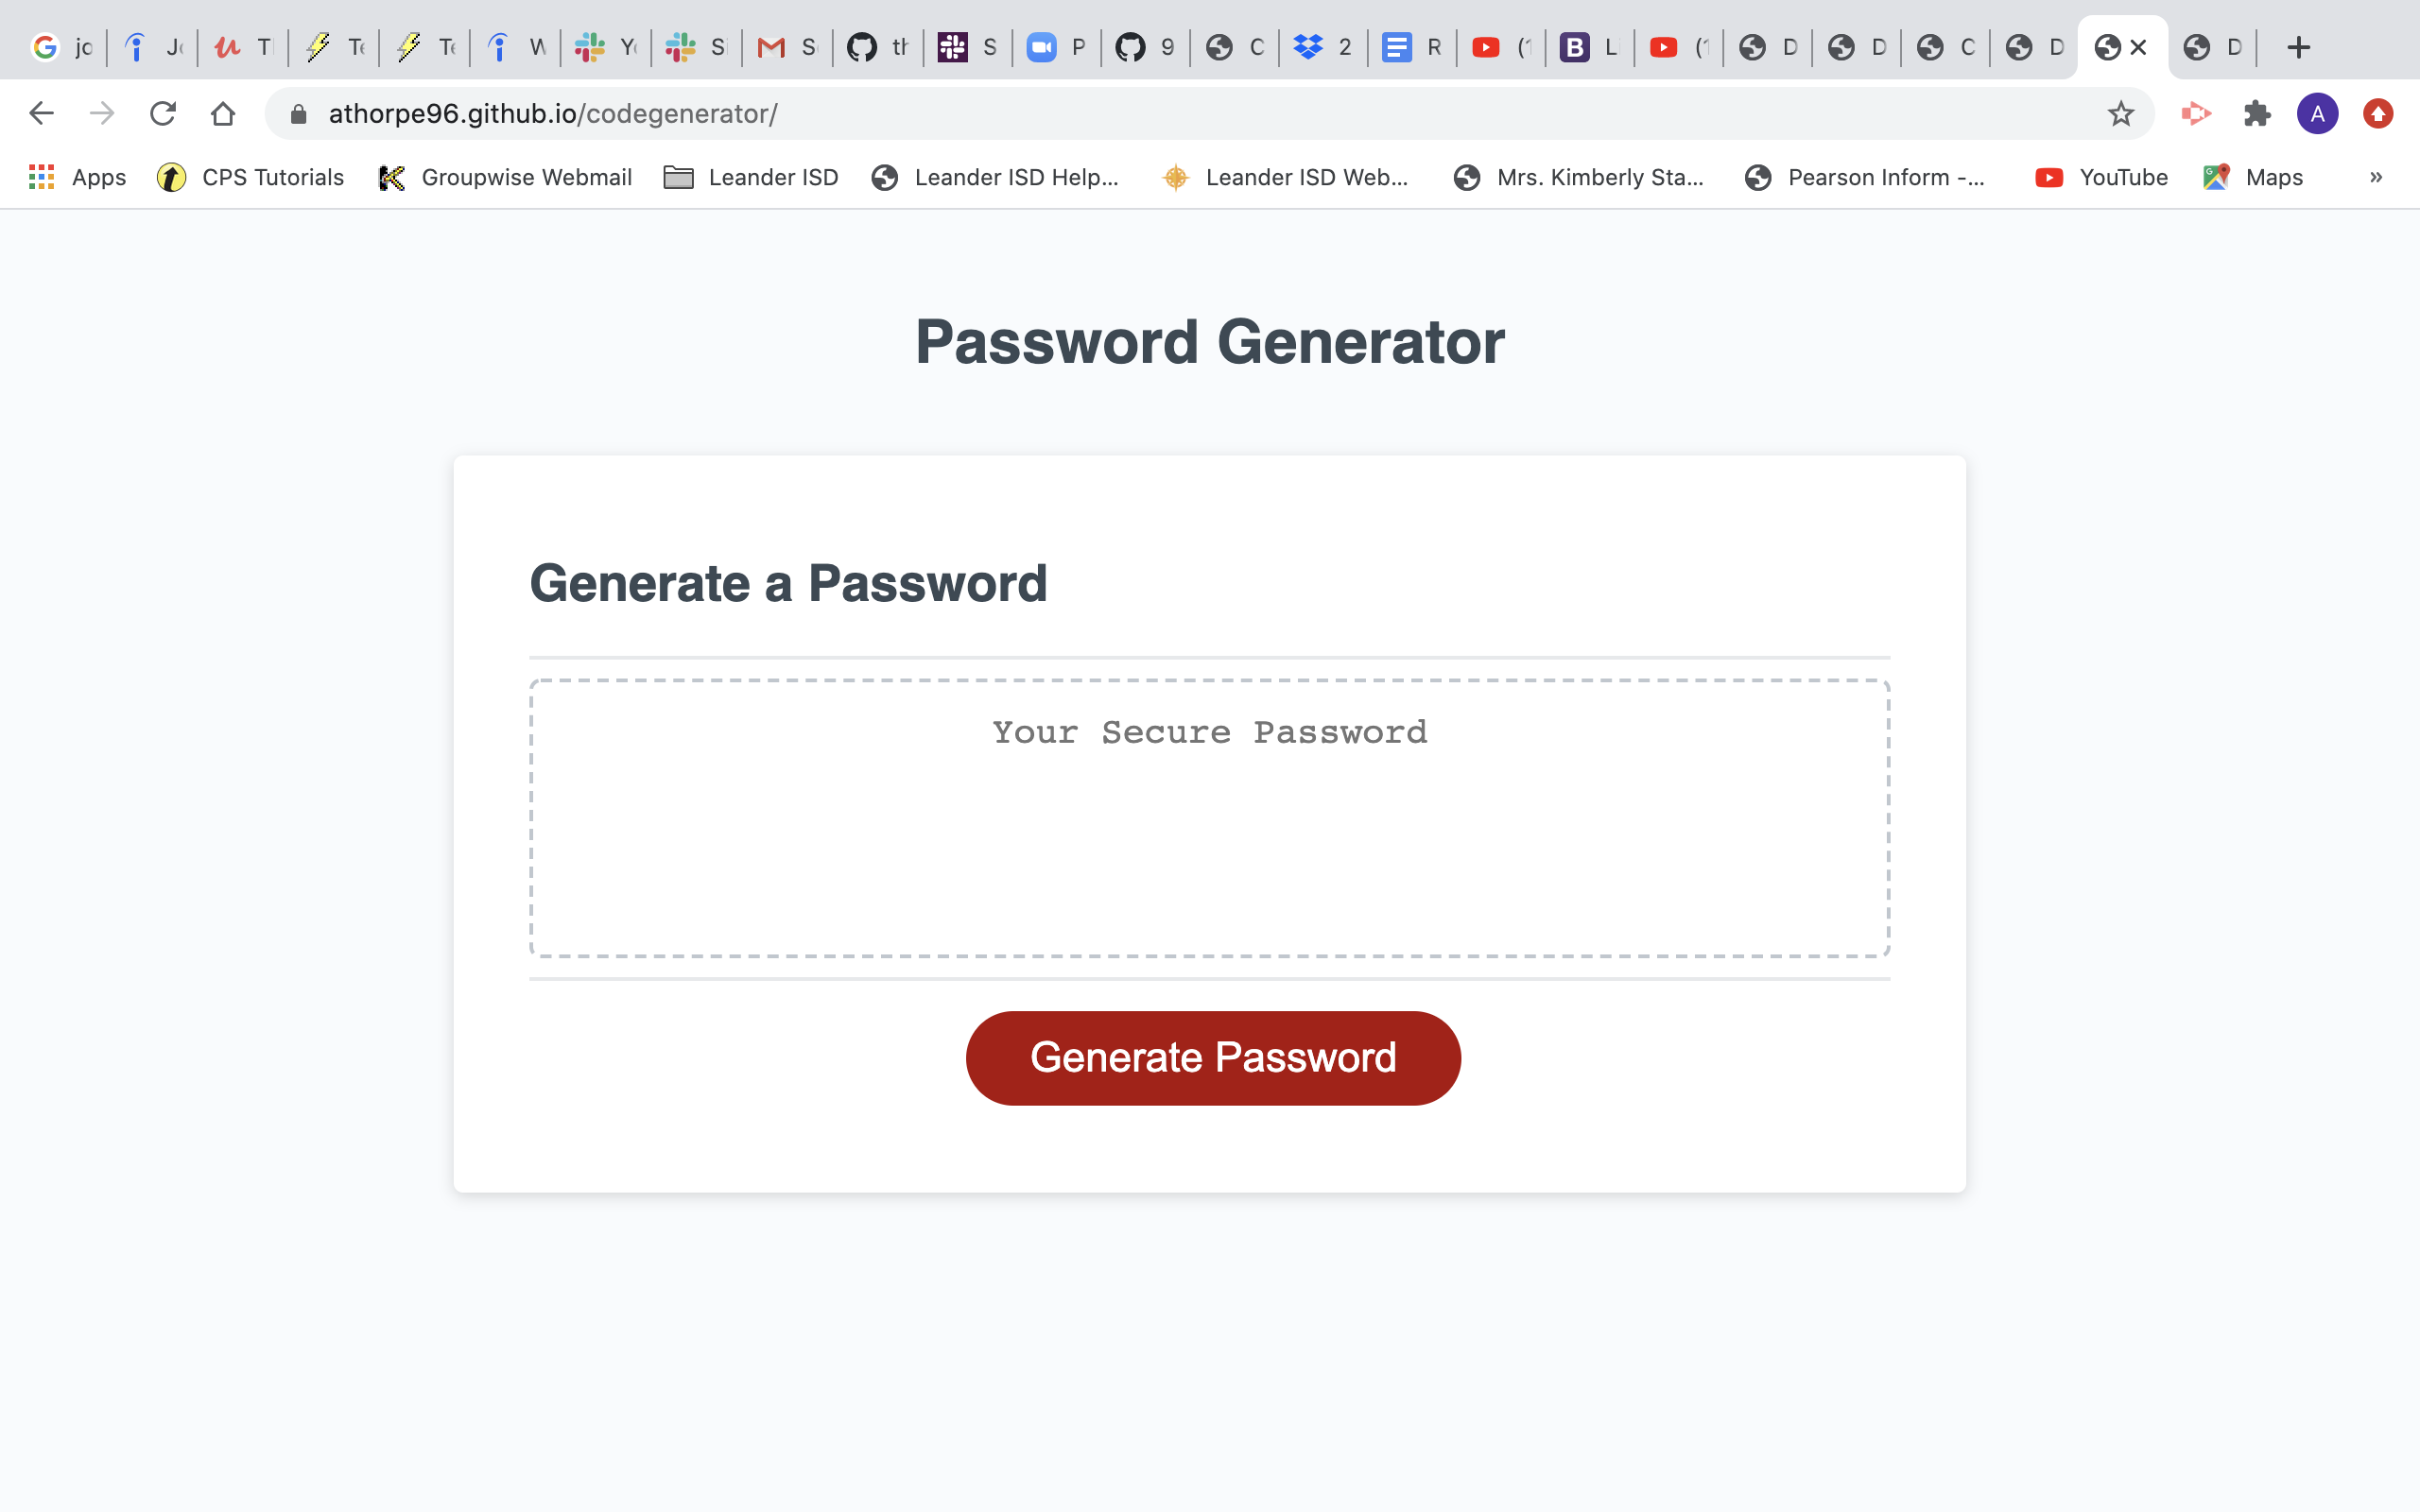 jo Jo T Te Te W Yo S S th S P 9 C 2 R (1 B L (1 D D C D D
athorpe96.github.io/codegenerator/
Apps CPS Tutorials Groupwise Webmail Leander ISD Leander ISD Help... Leander ISD Web... Mrs. Kimberly Sta... Pearson Inform -... YouTube Maps »
Password Generator
Generate a Password
Your Secure Password
Generate Password